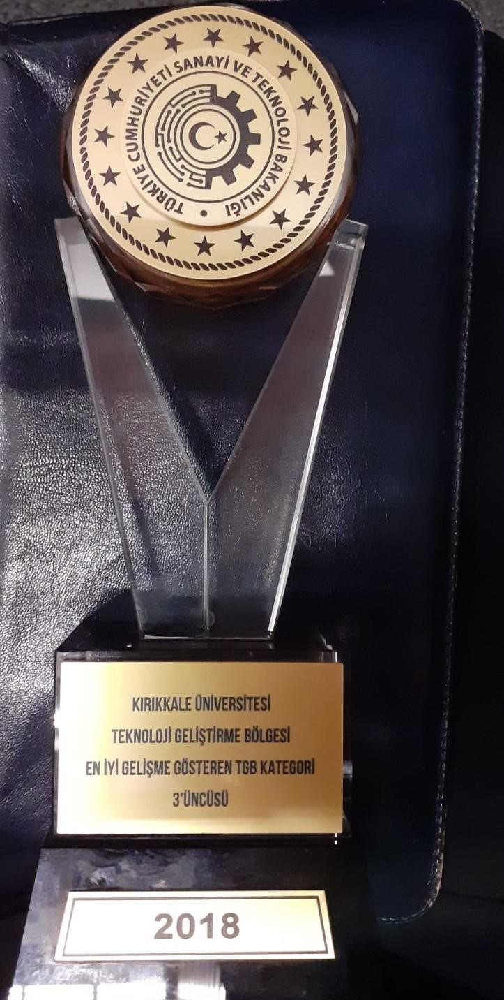 TÜRKİYE CUMHURİYETİ SANAYİ VE TEKNOLOJİ BAKANLIĞI
KIRIKKALE ÜNİVERSİTESİ
TEKNOLOJİ GELİŞTİRME BÖLGESİ
EN İYİ GELİŞME GÖSTEREN TGB KATEGORİ
3'ÜNCÜSÜ
2018